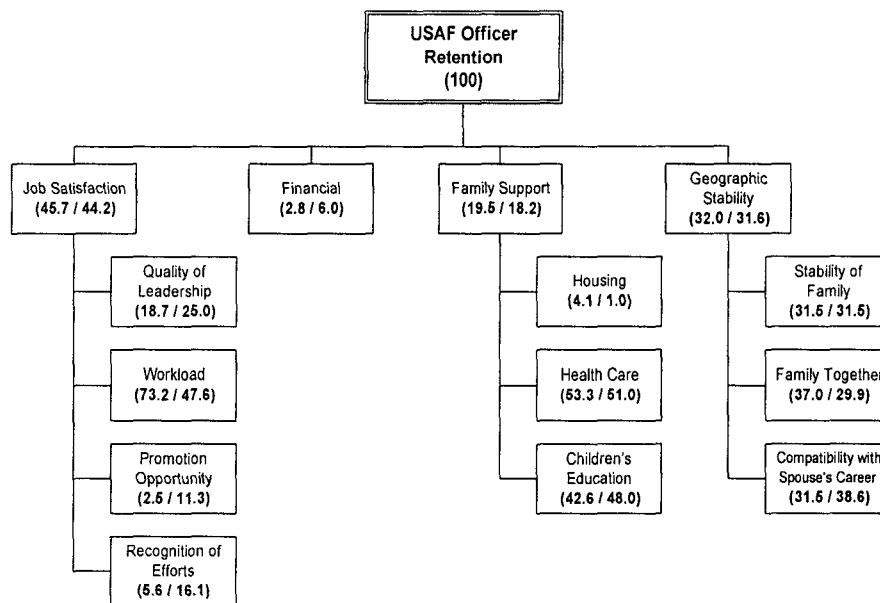 USAF Officer
Retention
(100)
Job Satisfaction
(45.7 / 44.2)
Financial
(2.8 / 6.0)
Family Support
(19.5 / 18.2)
Geographic
Stability
(32.0 / 31.6)
Quality of
Leadership
(18.7 / 25.0)
Workload
(73.2 / 47.6)
Promotion
Opportunity
(2.5 / 11.3)
Recognition of
Efforts
(5.6 / 16.1)
Housing
(4.1 / 1.0)
Health Care
(53.3 / 51.0)
Children's
Education
(42.6 / 48.0)
Stability of
Family
(31.5 / 31.5)
Family Together
(37.0 / 29.9)
Compatibility with
Spouse's Career
(31.5 / 38.6)